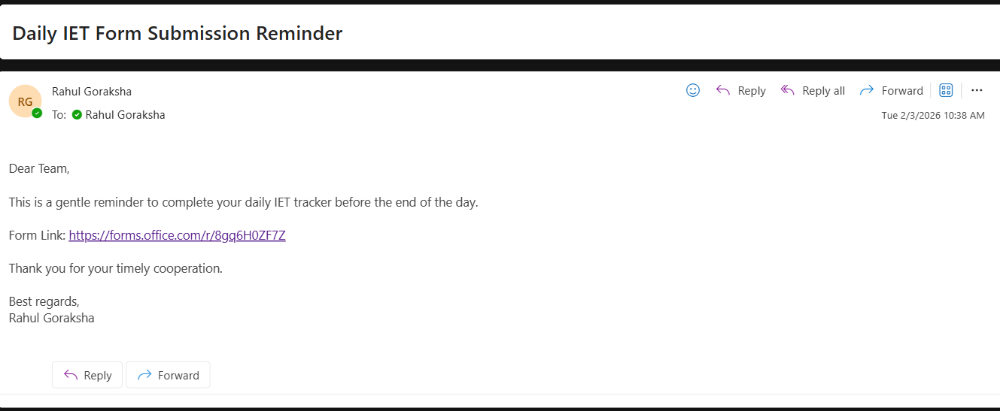 Daily IET Form Submission Reminder
RG
Rahul Goraksha
Reply
Reply all
Forward
To: Rahul Goraksha
Tue 2/3/2026 10:38 AM
Dear Team,
This is a gentle reminder to complete your daily IET tracker before the end of the day.
Form Link: https://forms.office.com/r/8gq6H0ZF7Z
Thank you for your timely cooperation.
Best regards,
Rahul Goraksha
Reply
Forward